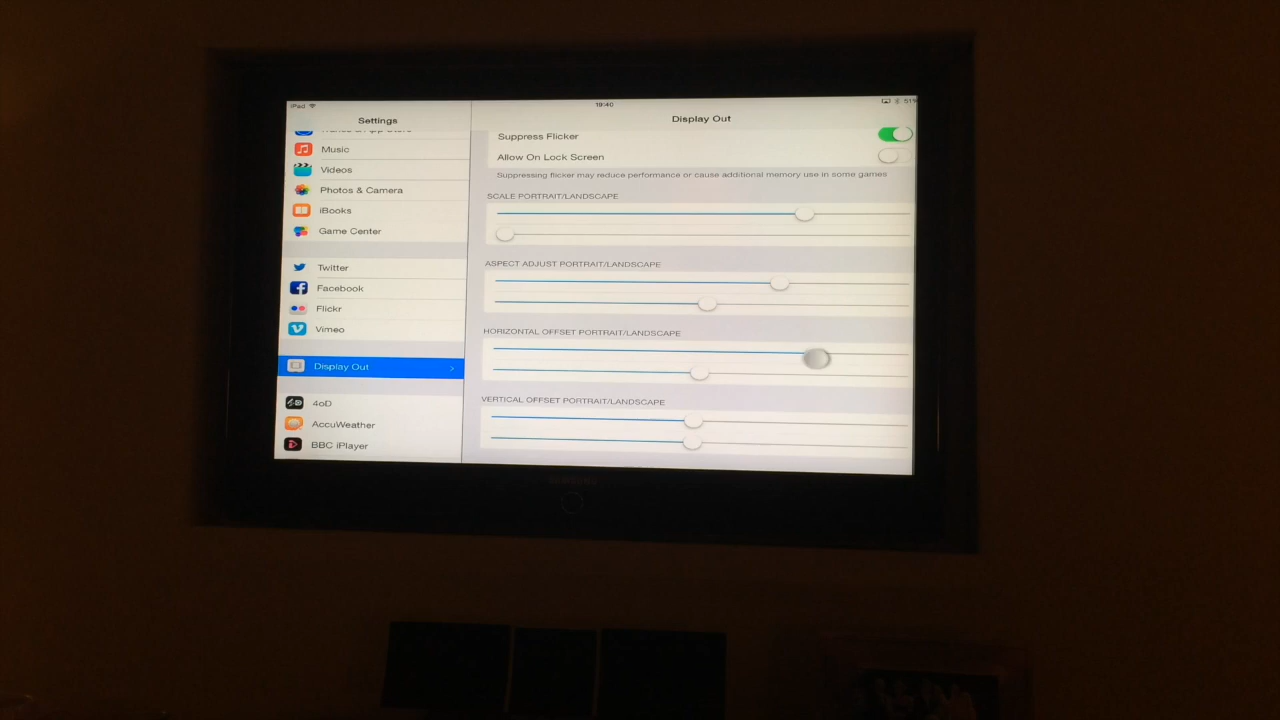 iPad
19:40
51%
Settings
Display Out
Suppress Flicker
Music
Allow On Lock Screen
Videos
Suppressing flicker may reduce performance or cause additional memory use in some games
Photos & Camera
SCALE PORTRAIT/LANDSCAPE
iBooks
Game Center
Twitter
ASPECT ADJUST PORTRAIT/LANDSCAPE
Facebook
Flickr
Vimeo
HORIZONTAL OFFSET PORTRAIT/LANDSCAPE
Display Out
4oD
VERTICAL OFFSET PORTRAIT/LANDSCAPE
AccuWeather
BBC iPlayer
SAMSUNG